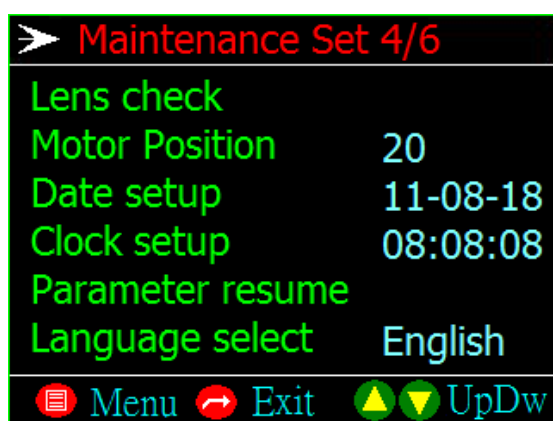 Maintenance Set 4/6
Lens check
Motor Position 20
Date setup 11-08-18
Clock setup 08:08:08
Parameter resume
Language select English
Menu Exit UpDw